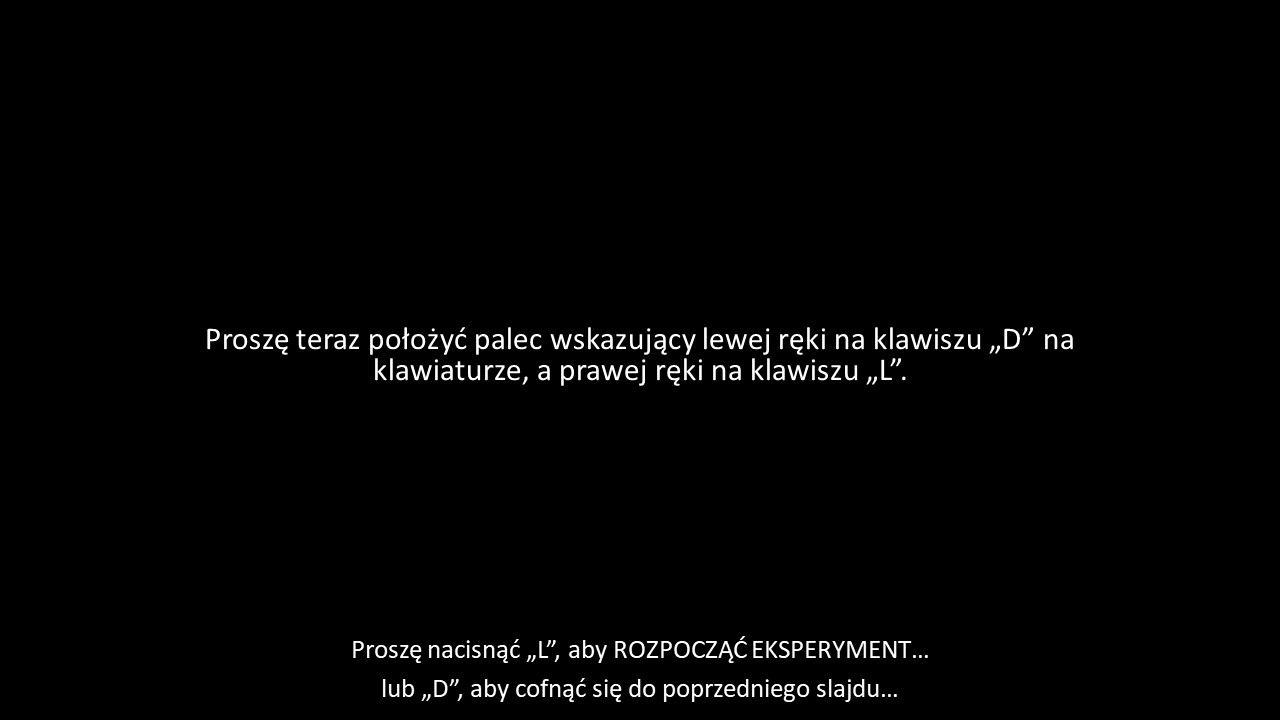 Proszę teraz położyć palec wskazujący lewej ręki na klawiszu „D” na
klawiaturze, a prawej ręki na klawiszu „L”.
Proszę nacisnąć „L”, aby ROZPOCZĄĆ EKSPERYMENT...
lub „D”, aby cofnąć się do poprzedniego slajdu...